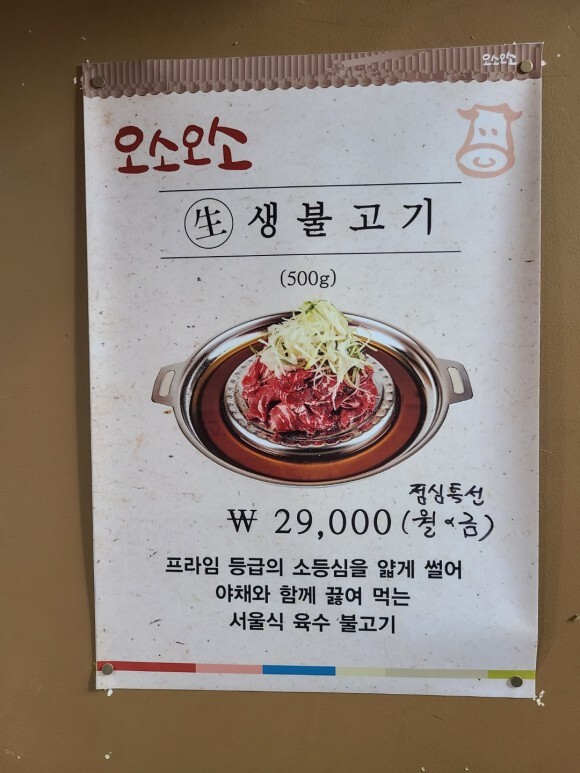 오소오소
오소오소
生 생불고기
(500g)
점심특선
₩ 29,000 (월~금)
프라임 등급의 소등심을 얇게 썰어
야채와 함께 끓여 먹는
서울식 육수 불고기